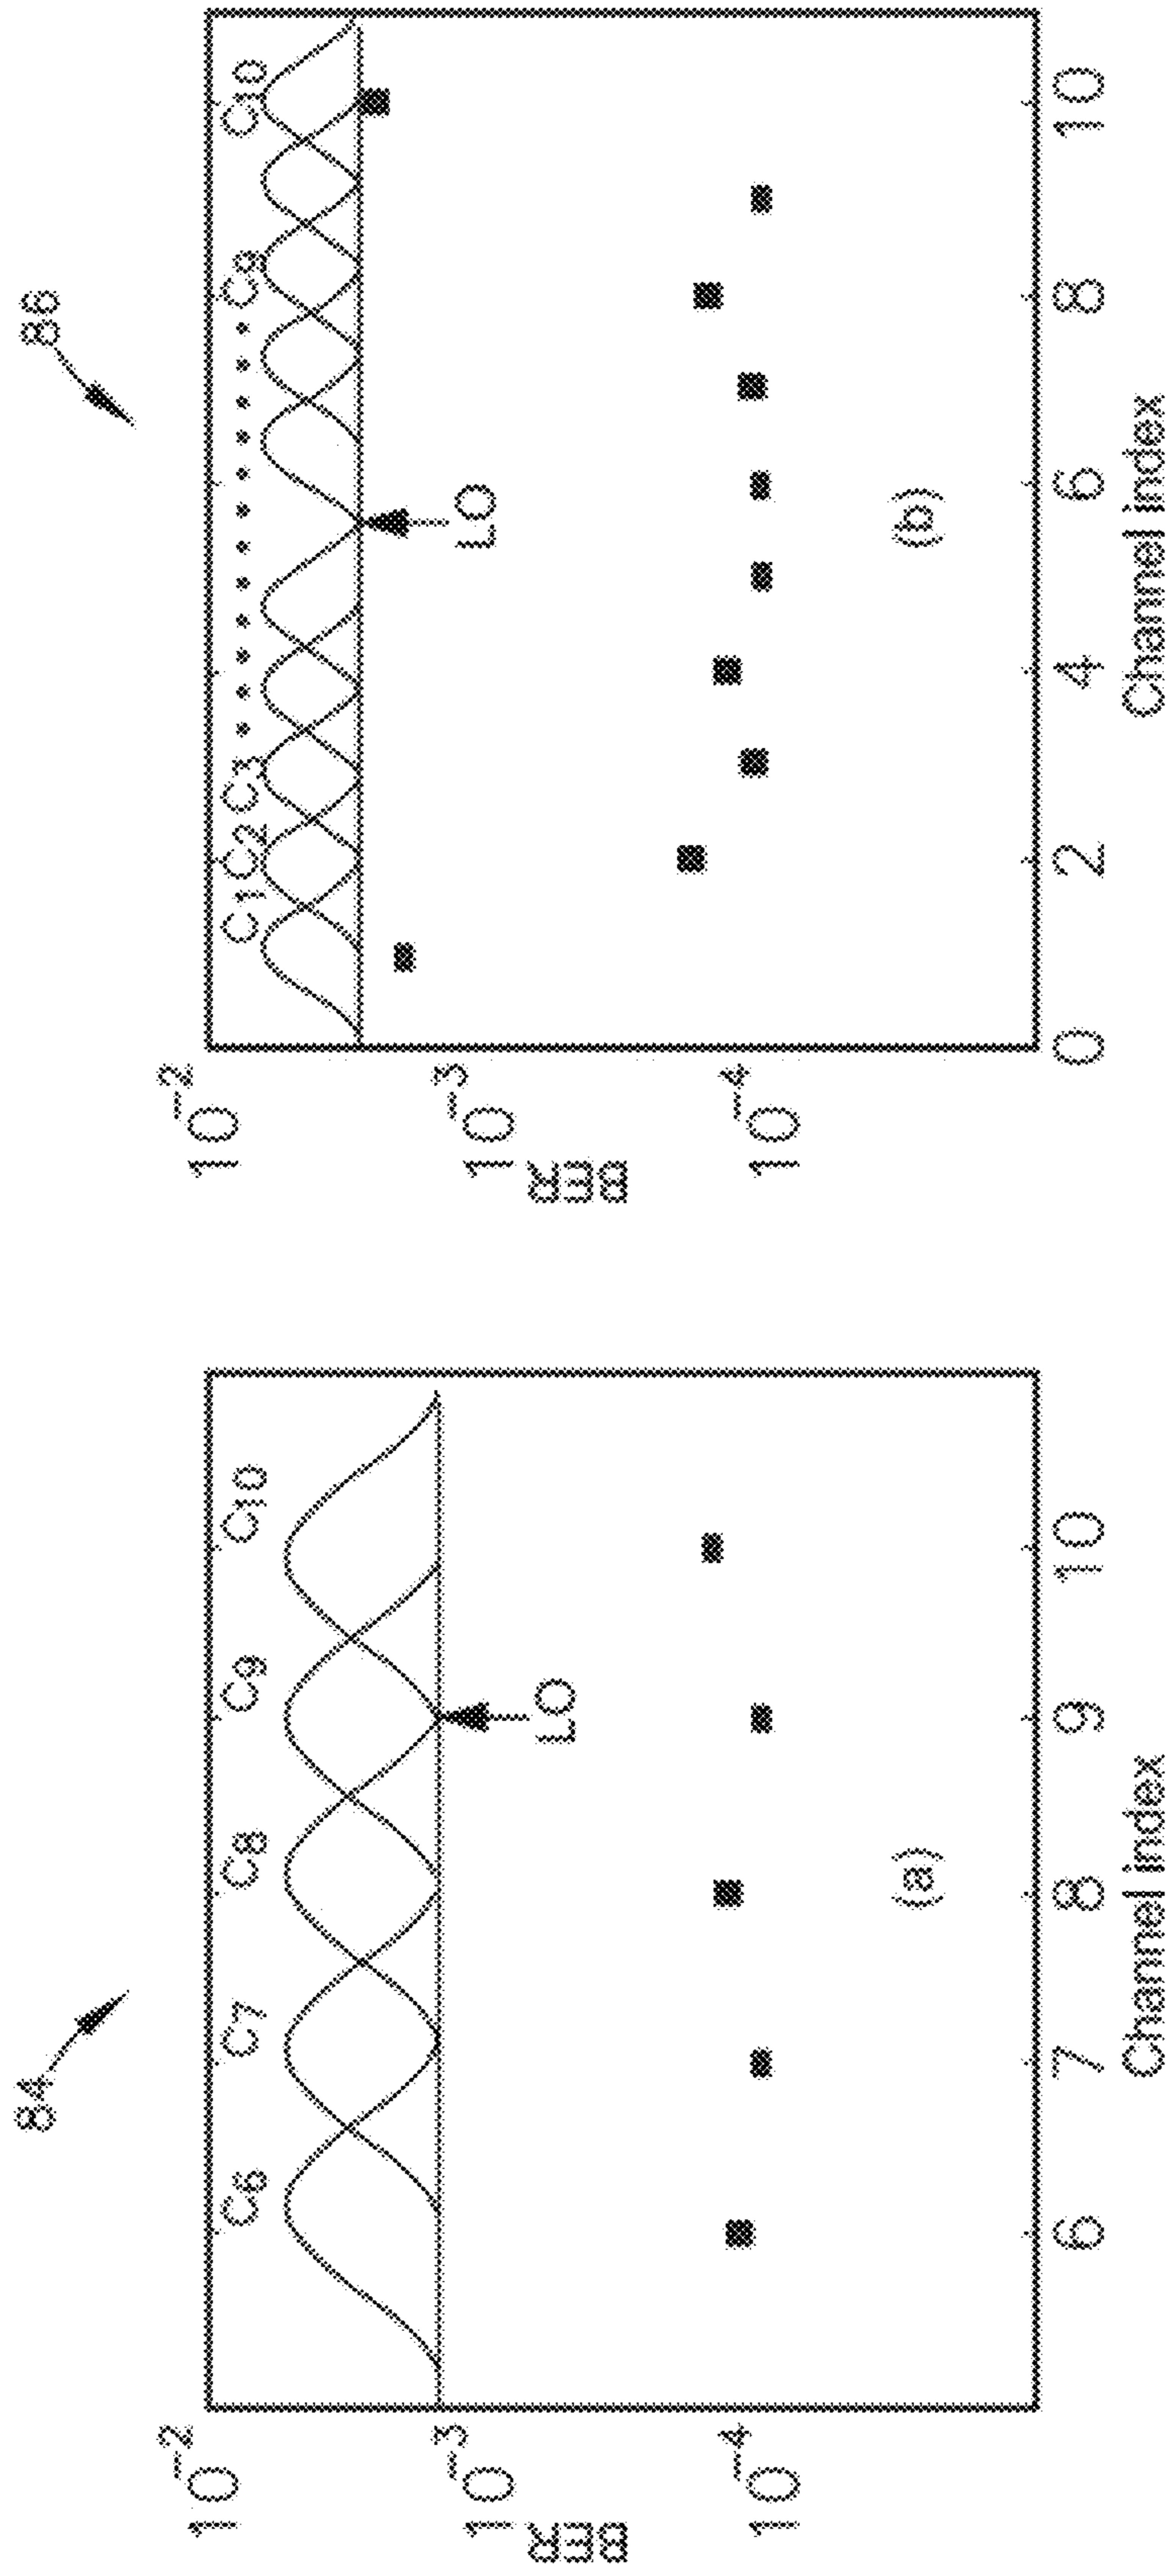 84
10−2
10−3
10−4
BER
C6 C7 C8 C9 C10
LO
(a)
6 7 8 9 10
Channel index
86
10−2
10−3
10−4
BER
C1 C2 C3 • • • • • • • • • • • • C9 C10
LO
(b)
0 2 4 6 8 10
Channel index